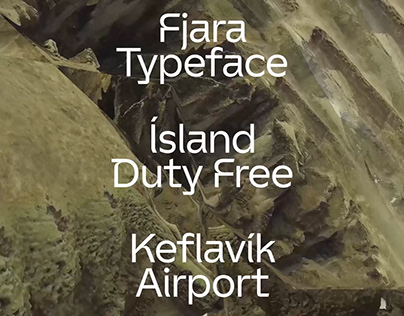 Fjara
Typeface
Ísland
Duty Free
Keflavík
Airport